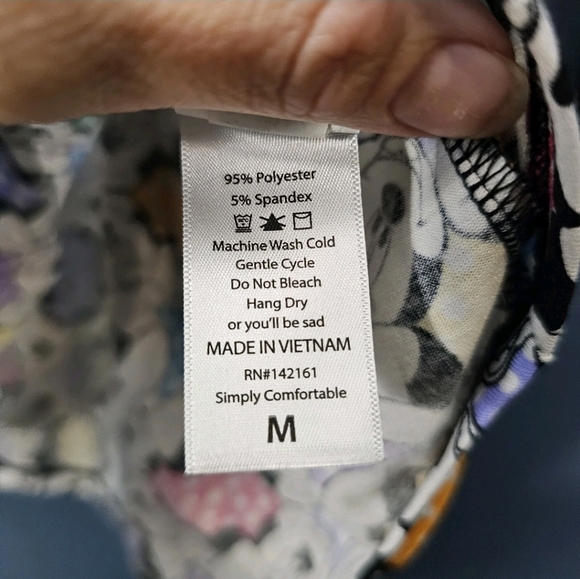 95% Polyester
5% Spandex
Machine Wash Cold
Gentle Cycle
Do Not Bleach
Hang Dry
or you'll be sad
MADE IN VIETNAM
RN#142161
Simply Comfortable
M